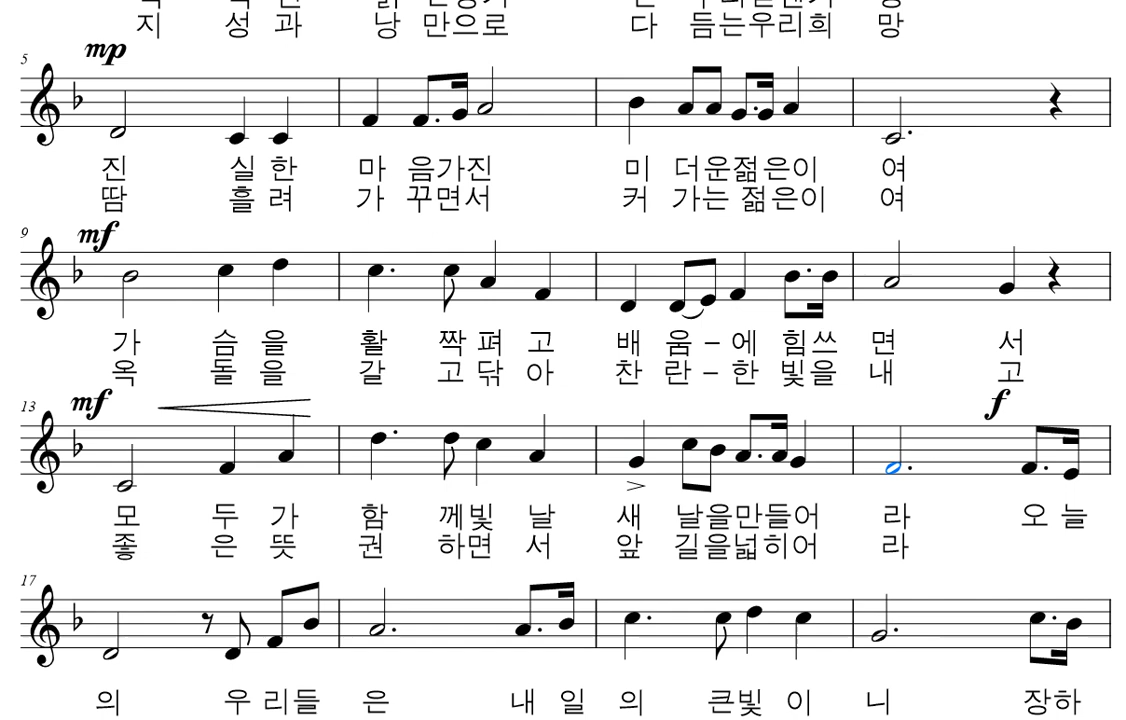 지 성 과 낭 만으로 다 듬는우리희 망
mp
5
진 실 한 마 음가진 미 더운젊은이 여
땀 흘 려 가 꾸면서 커 가는 젊은이 여
9 mf
가 슴 을 활 짝 펴 고 배 움 – 에 힘쓰 면 서
옥 돌 을 갈 고 닦 아 찬 란 – 한 빛을 내 고
13 mf f
모 두 가 함 께빛 날 새 날을만들어 라 오 늘
좋 은 뜻 권 하면 서 앞 길을넓히어 라
17
의 우 리들 은 내 일 의 큰빛 이 니 장하